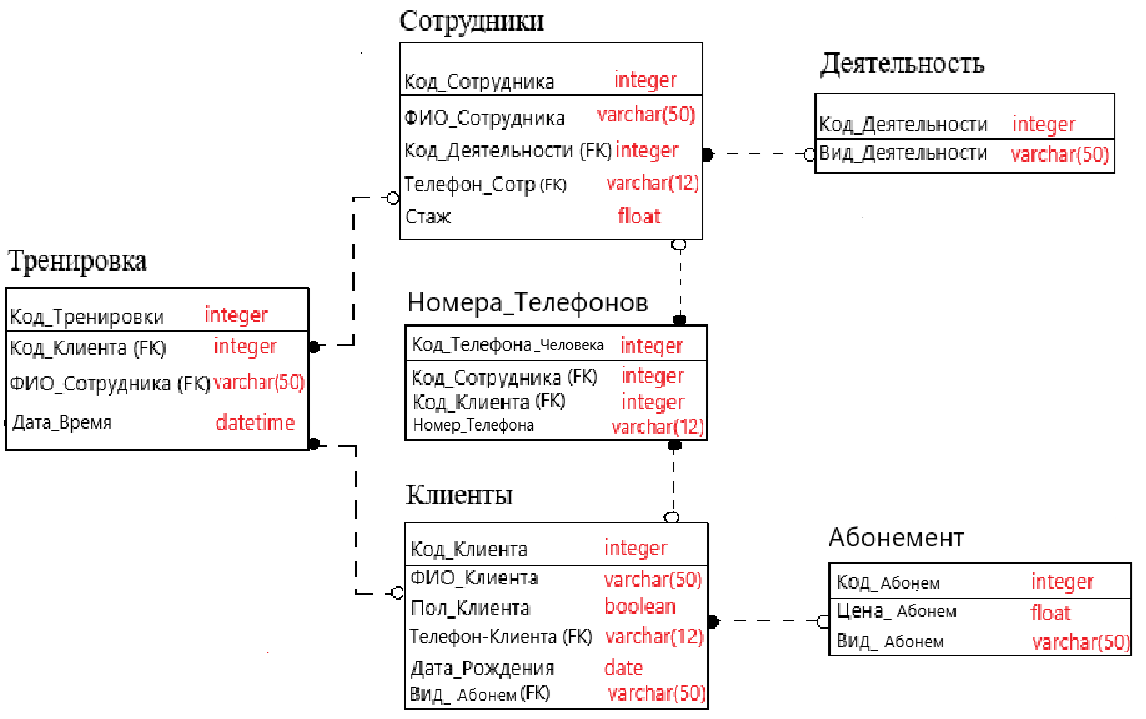 Сотрудники
Код_Сотрудника integer
ФИО_Сотрудника varchar(50)
Код_Деятельности (FK) integer
Телефон_Сотр (FK) varchar(12)
Стаж float
Деятельность
Код_Деятельности integer
Вид_Деятельности varchar(50)
Тренировка
Код_Тренировки integer
Код_Клиента (FK) integer
ФИО_Сотрудника (FK) varchar(50)
Дата_Время datetime
Номера_Телефонов
Код_Телефона_Человека integer
Код_Сотрудника (FK) integer
Код_Клиента (FK) integer
Номер_Телефона varchar(12)
Клиенты
Код_Клиента integer
ФИО_Клиента varchar(50)
Пол_Клиента boolean
Телефон-Клиента (FK) varchar(12)
Дата_Рождения date
Вид_ Абонем (FK) varchar(50)
Абонемент
Код_ Абонем integer
Цена_ Абонем float
Вид_ Абонем varchar(50)